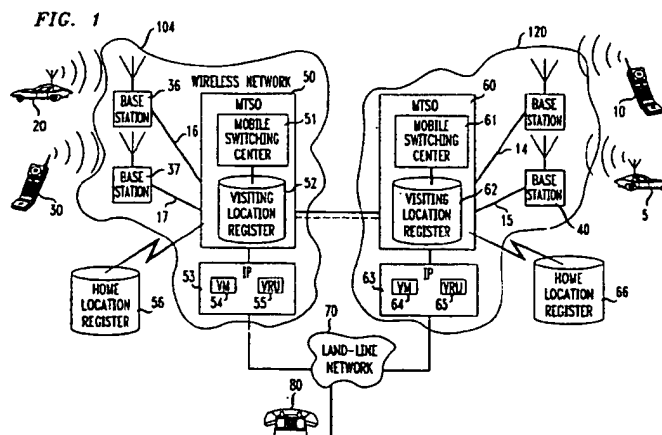 FIG. 1
104
120
WIRELESS NETWORK
50
60
36
MTSO
MTSO
20
BASE STATION
16
MOBILE SWITCHING CENTER
51
MOBILE SWITCHING CENTER
61
14
BASE STATION
10
30
BASE STATION
37
17
VISITING LOCATION REGISTER
52
VISITING LOCATION REGISTER
62
15
BASE STATION
40
5
HOME LOCATION REGISTER
56
53
IP
VM
54
VRU
55
63
IP
VM
64
VRU
65
HOME LOCATION REGISTER
66
70
LAND-LINE NETWORK
80